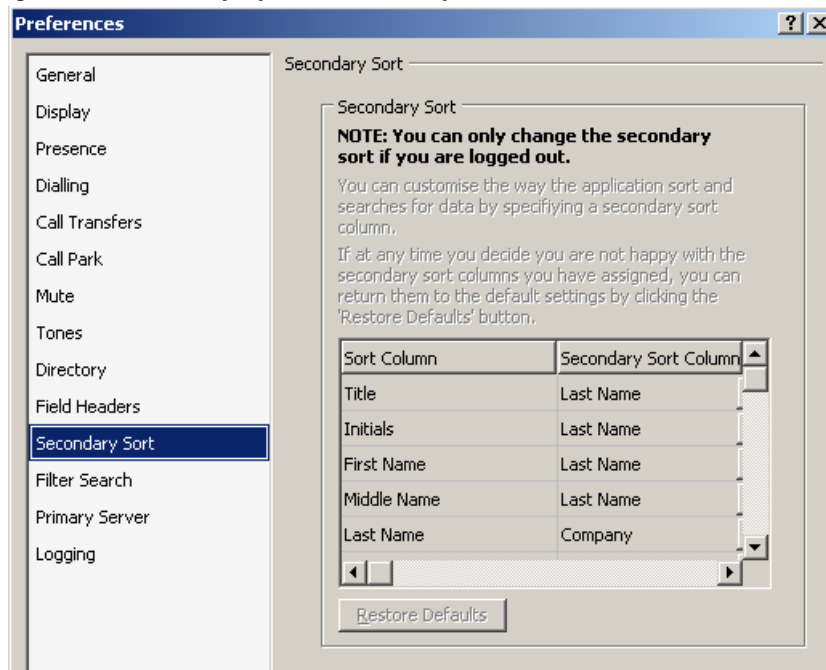 Preferences
General
Display
Presence
Dialling
Call Transfers
Call Park
Mute
Tones
Directory
Field Headers
Secondary Sort
Filter Search
Primary Server
Logging
Secondary Sort
Secondary Sort
NOTE: You can only change the secondary
sort if you are logged out.
You can customise the way the application sort and
searches for data by specifiying a secondary sort
column.
If at any time you decide you are not happy with the
secondary sort columns you have assigned, you can
return them to the default settings by clicking the
'Restore Defaults' button.
Sort Column Secondary Sort Column
Title Last Name
Initials Last Name
First Name Last Name
Middle Name Last Name
Last Name Company
Restore Defaults